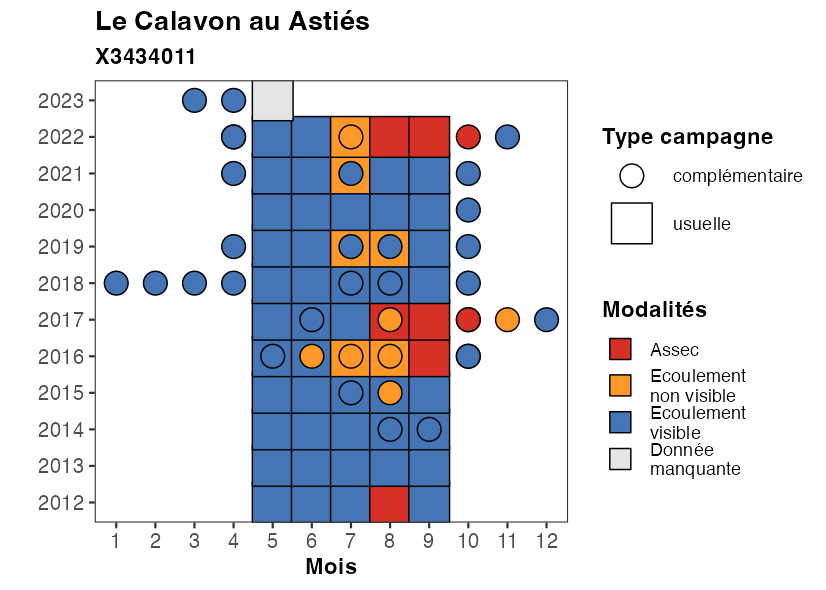 Le Calavon au Astiés
X3434011
2023
2022
2021
2020
2019
2018
2017
2016
2015
2014
2013
2012
1 2 3 4 5 6 7 8 9 10 11 12
Mois
Type campagne
complémentaire
usuelle
Modalités
Assec
Ecoulement
non visible
Ecoulement
visible
Donnée
manquante